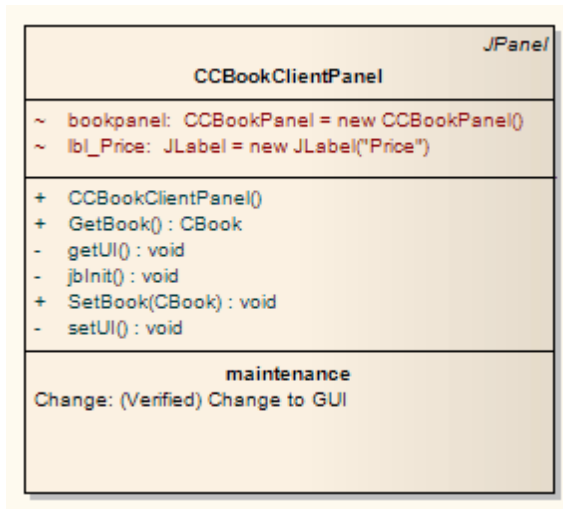 JPanel
CCBookClientPanel
~ bookpanel: CCBookPanel = new CCBookPanel()
~ lbl_Price: JLabel = new JLabel("Price")
+ CCBookClientPanel()
+ GetBook() : CBook
- getUI() : void
- jbInit() : void
+ SetBook(CBook) : void
- setUI() : void
maintenance
Change: (Verified) Change to GUI